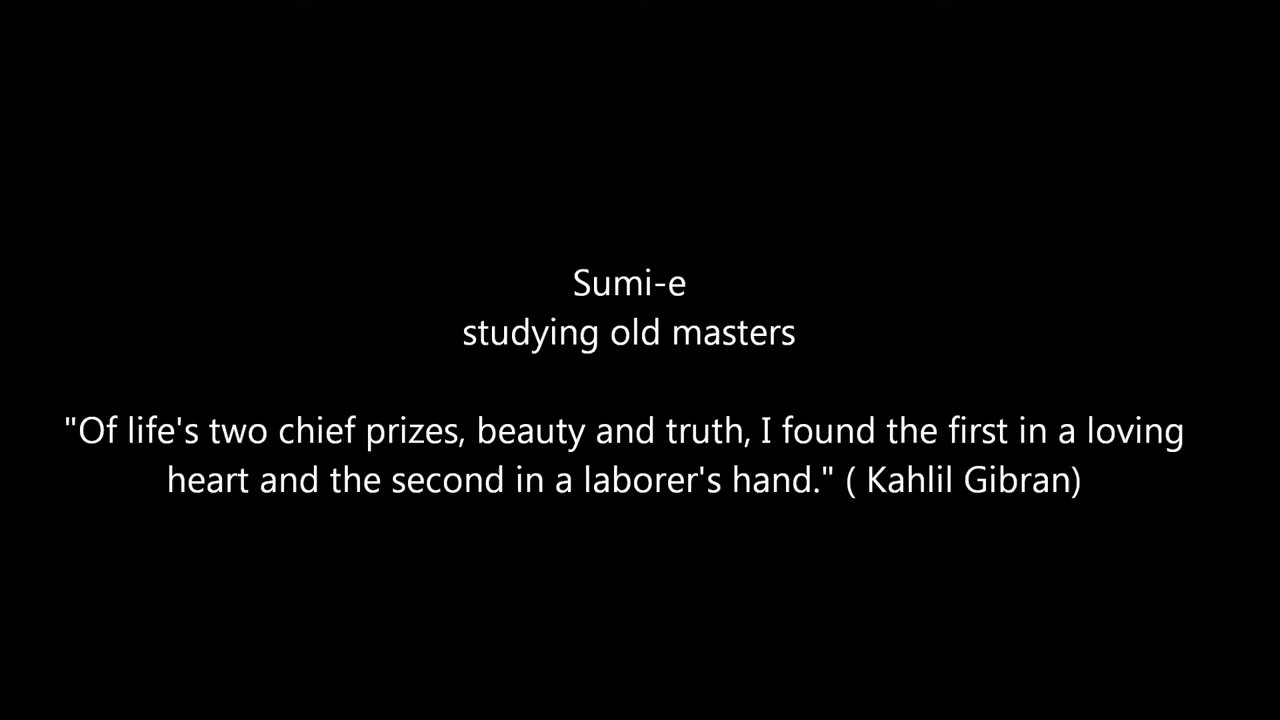 Sumi-e
studying old masters
"Of life's two chief prizes, beauty and truth, I found the first in a loving
heart and the second in a laborer's hand." ( Kahlil Gibran)